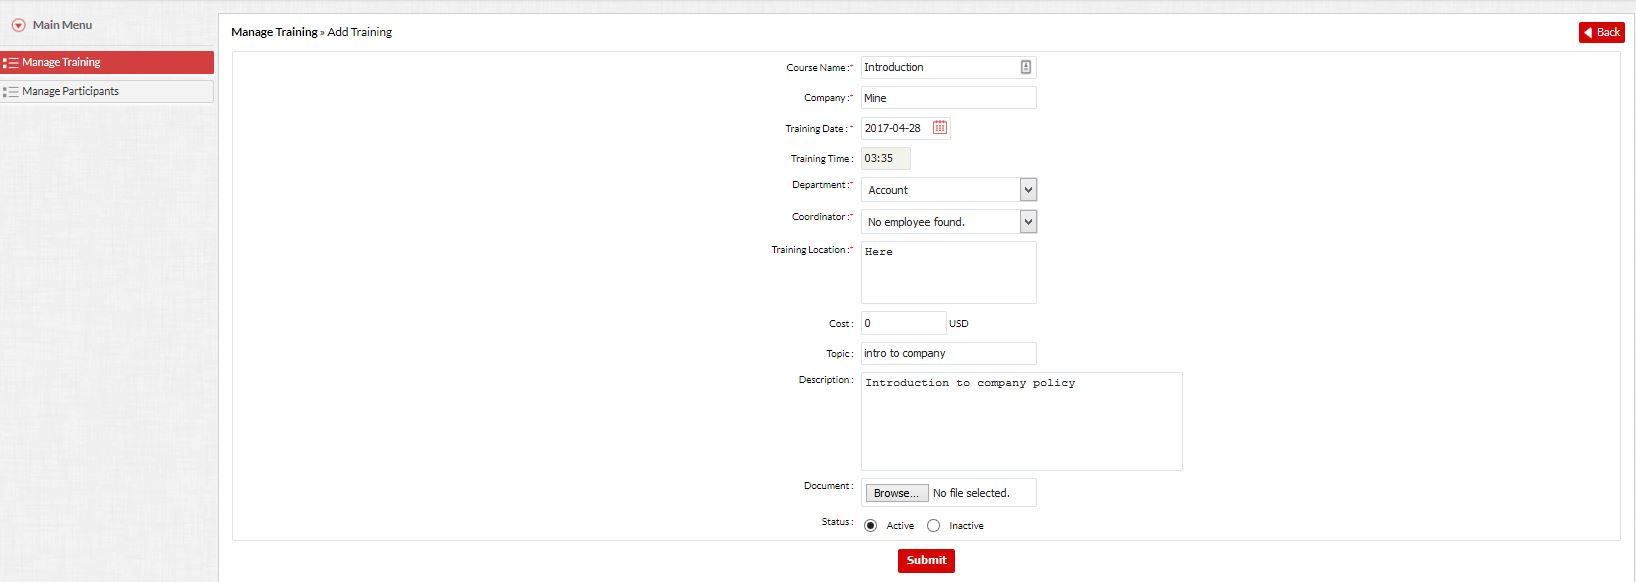 Main Menu
Manage Training
Manage Participants
Manage Training » Add Training
Back
Course Name :* Introduction
Company :* Mine
Training Date : * 2017-04-28
Training Time : 03:35
Department :* Account
Coordinator :* No employee found.
Training Location :* Here
Cost : 0 USD
Topic : intro to company
Description : Introduction to company policy
Document : Browse... No file selected.
Status : Active Inactive
Submit